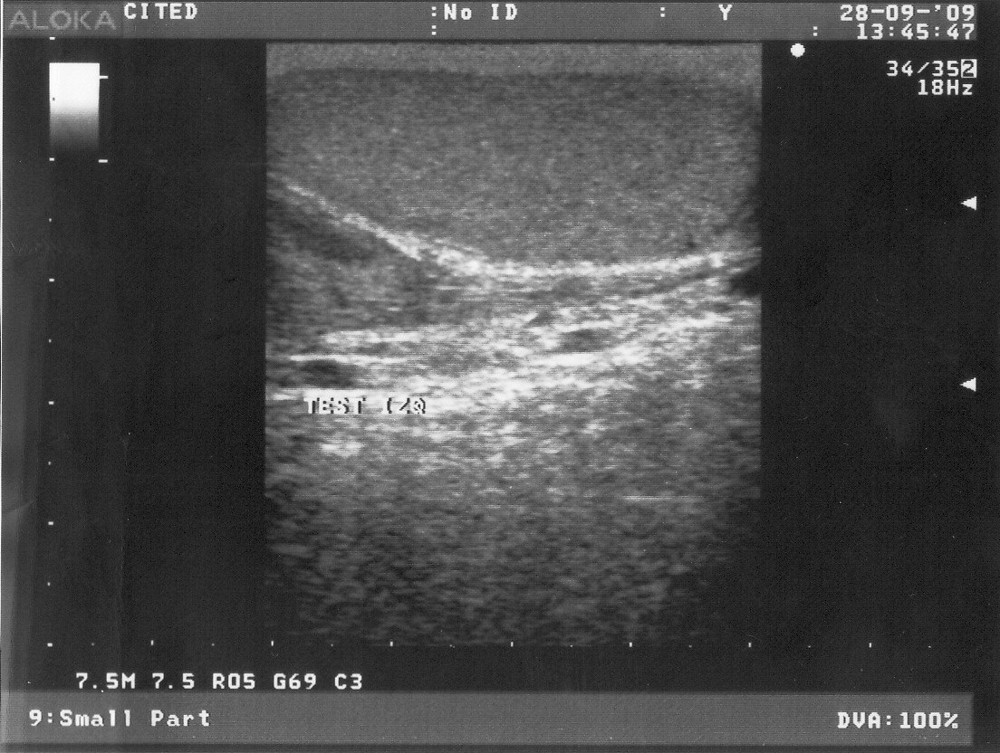 ALOKA CITED :No ID : Y 28-09-'09
: : 13:45:47
34/352
18Hz
TEST
7.5M 7.5 R05 G69 C3
9:Small Part DVA:100%